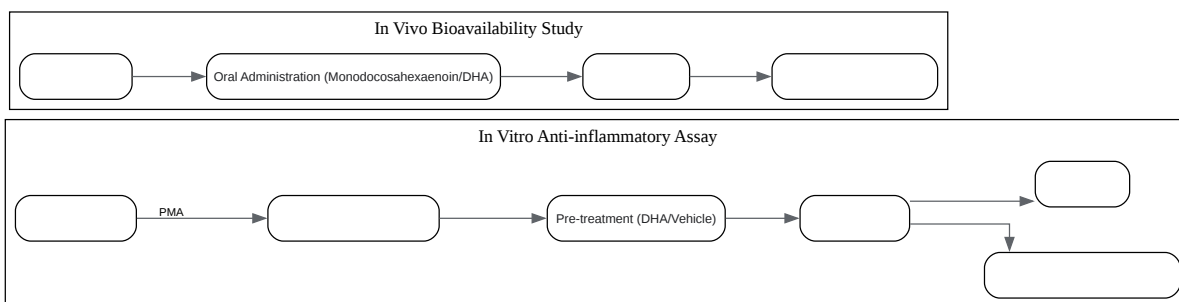 In Vivo Bioavailability Study
Oral Administration (Monodocosahexaenoin/DHA)
In Vitro Anti-inflammatory Assay
PMA
Pre-treatment (DHA/Vehicle)